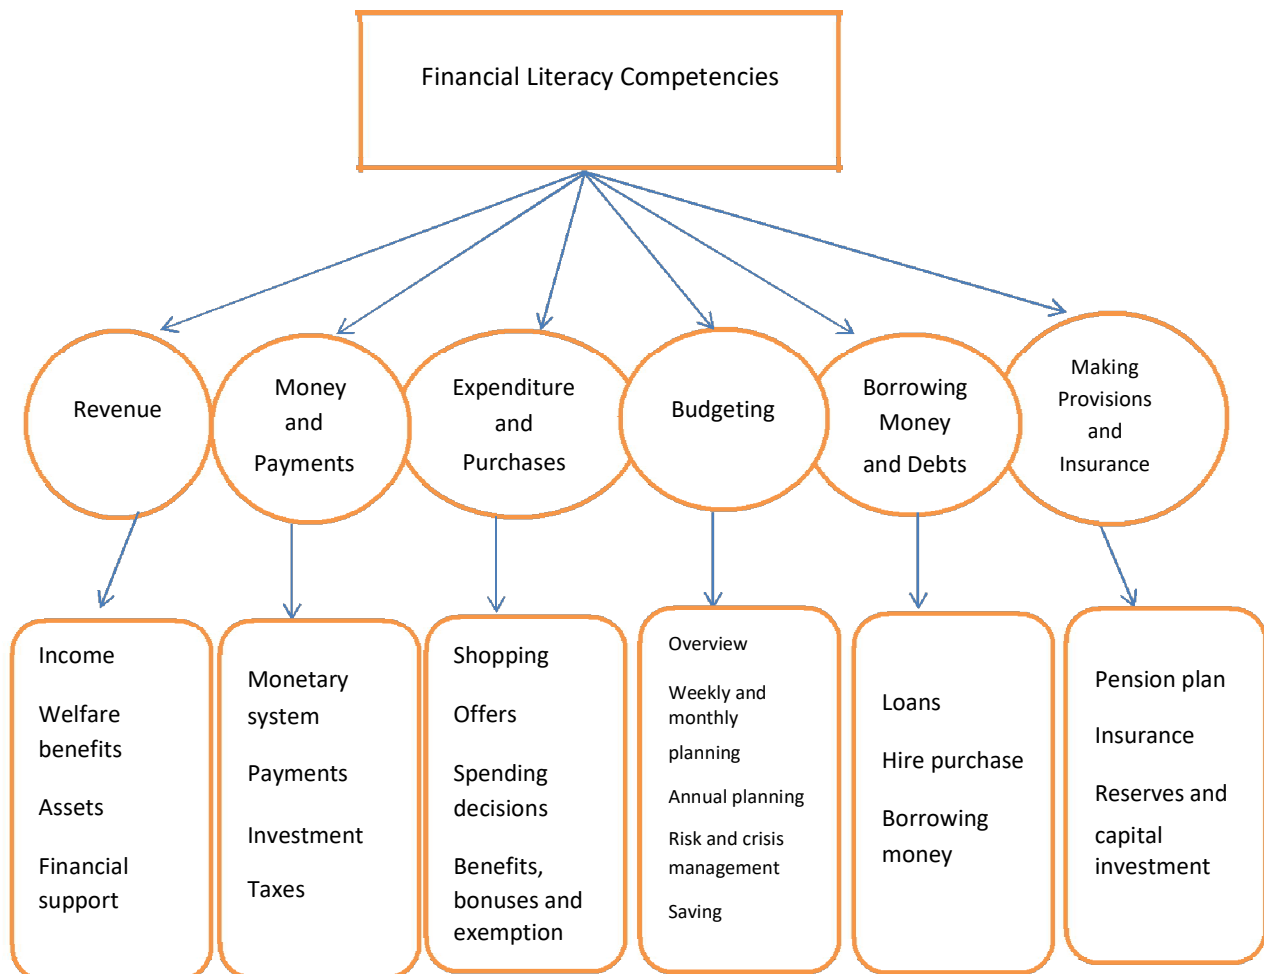 Financial Literacy Competencies
Revenue
Money
and
Payments
Expenditure
and
Purchases
Budgeting
Borrowing
Money
and Debts
Making
Provisions
and
Insurance
Income
Welfare
benefits
Assets
Financial
support
Monetary
system
Payments
Investment
Taxes
Shopping
Offers
Spending
decisions
Benefits,
bonuses and
exemption
Overview
Weekly and
monthly
planning
Annual planning
Risk and crisis
management
Saving
Loans
Hire purchase
Borrowing
money
Pension plan
Insurance
Reserves and
capital
investment